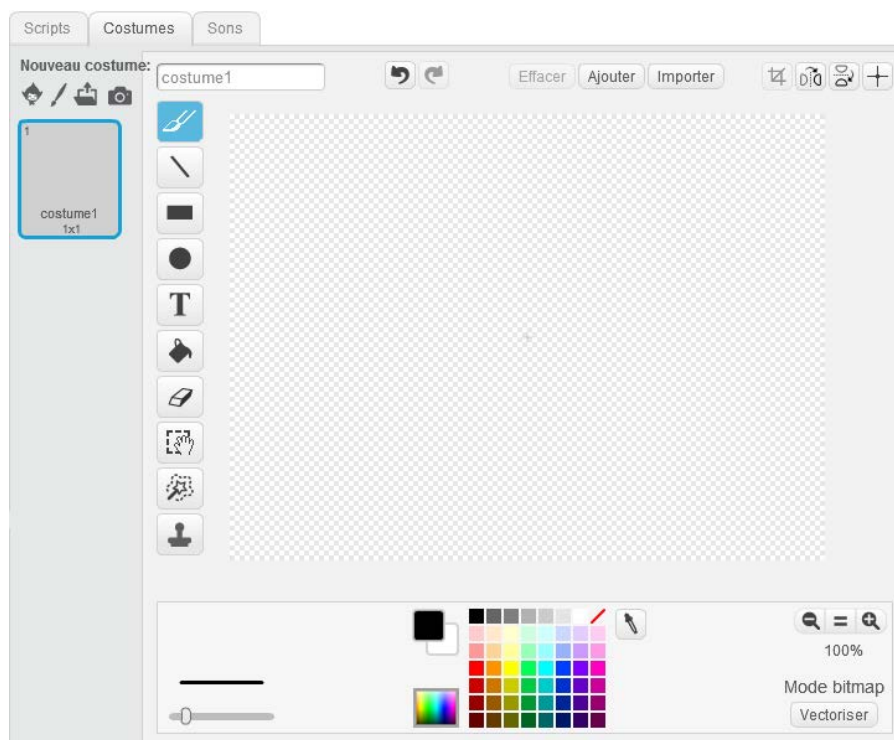 Scripts
Costumes
Sons
Nouveau costume:
costume1
Effacer
Ajouter
Importer
1
costume1
1x1
T
100%
Mode bitmap
Vectoriser